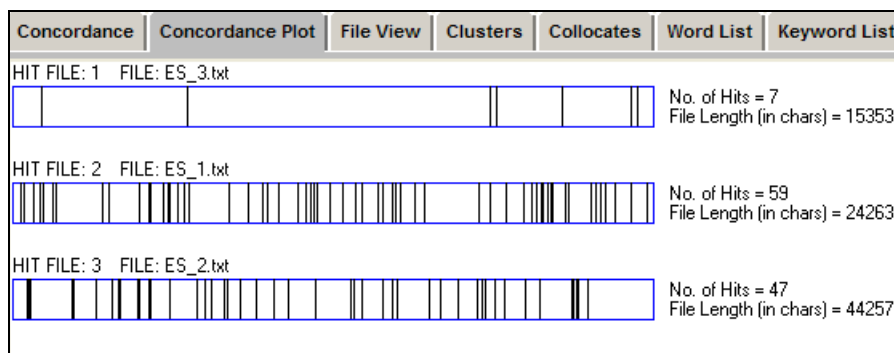 Concordance Concordance Plot File View Clusters Collocates Word List Keyword List
HIT FILE: 1 FILE: ES_3.txt
No. of Hits = 7
File Length (in chars) = 15353
HIT FILE: 2 FILE: ES_1.txt
No. of Hits = 59
File Length (in chars) = 24263
HIT FILE: 3 FILE: ES_2.txt
No. of Hits = 47
File Length (in chars) = 44257